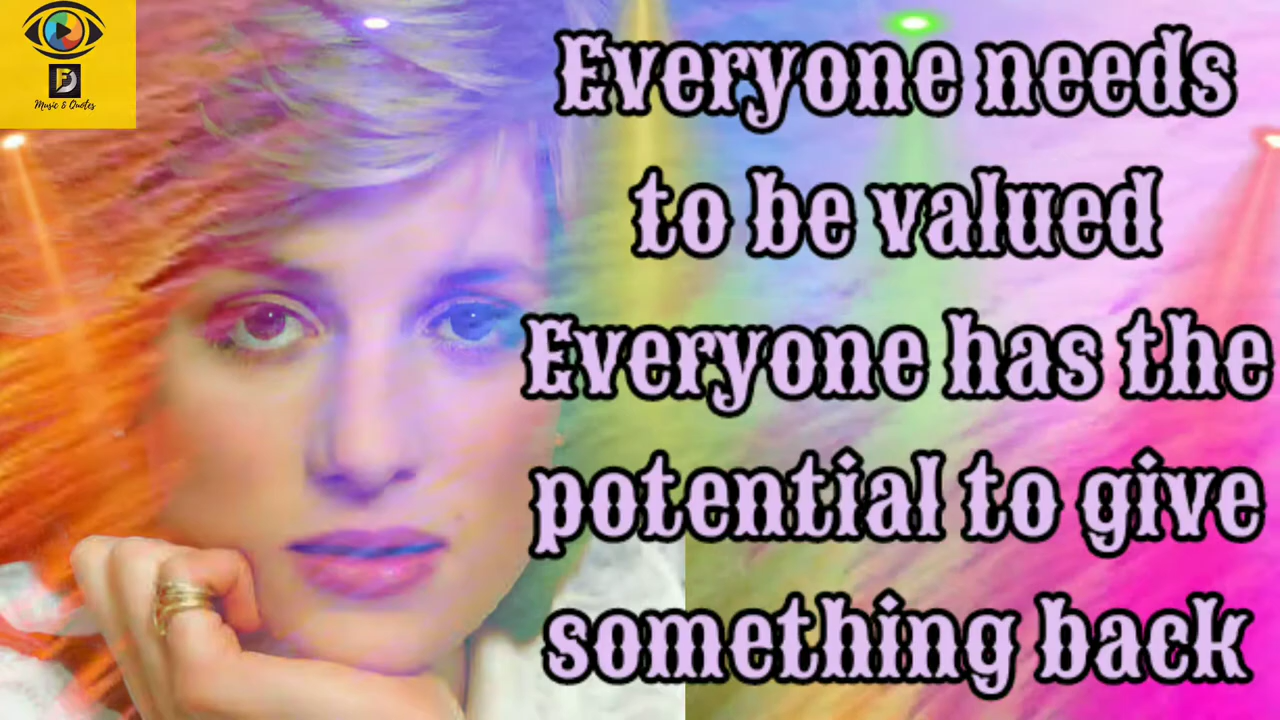 Music & Quotes
Everyone needs
to be valued
Everyone has the
potential to give
something back